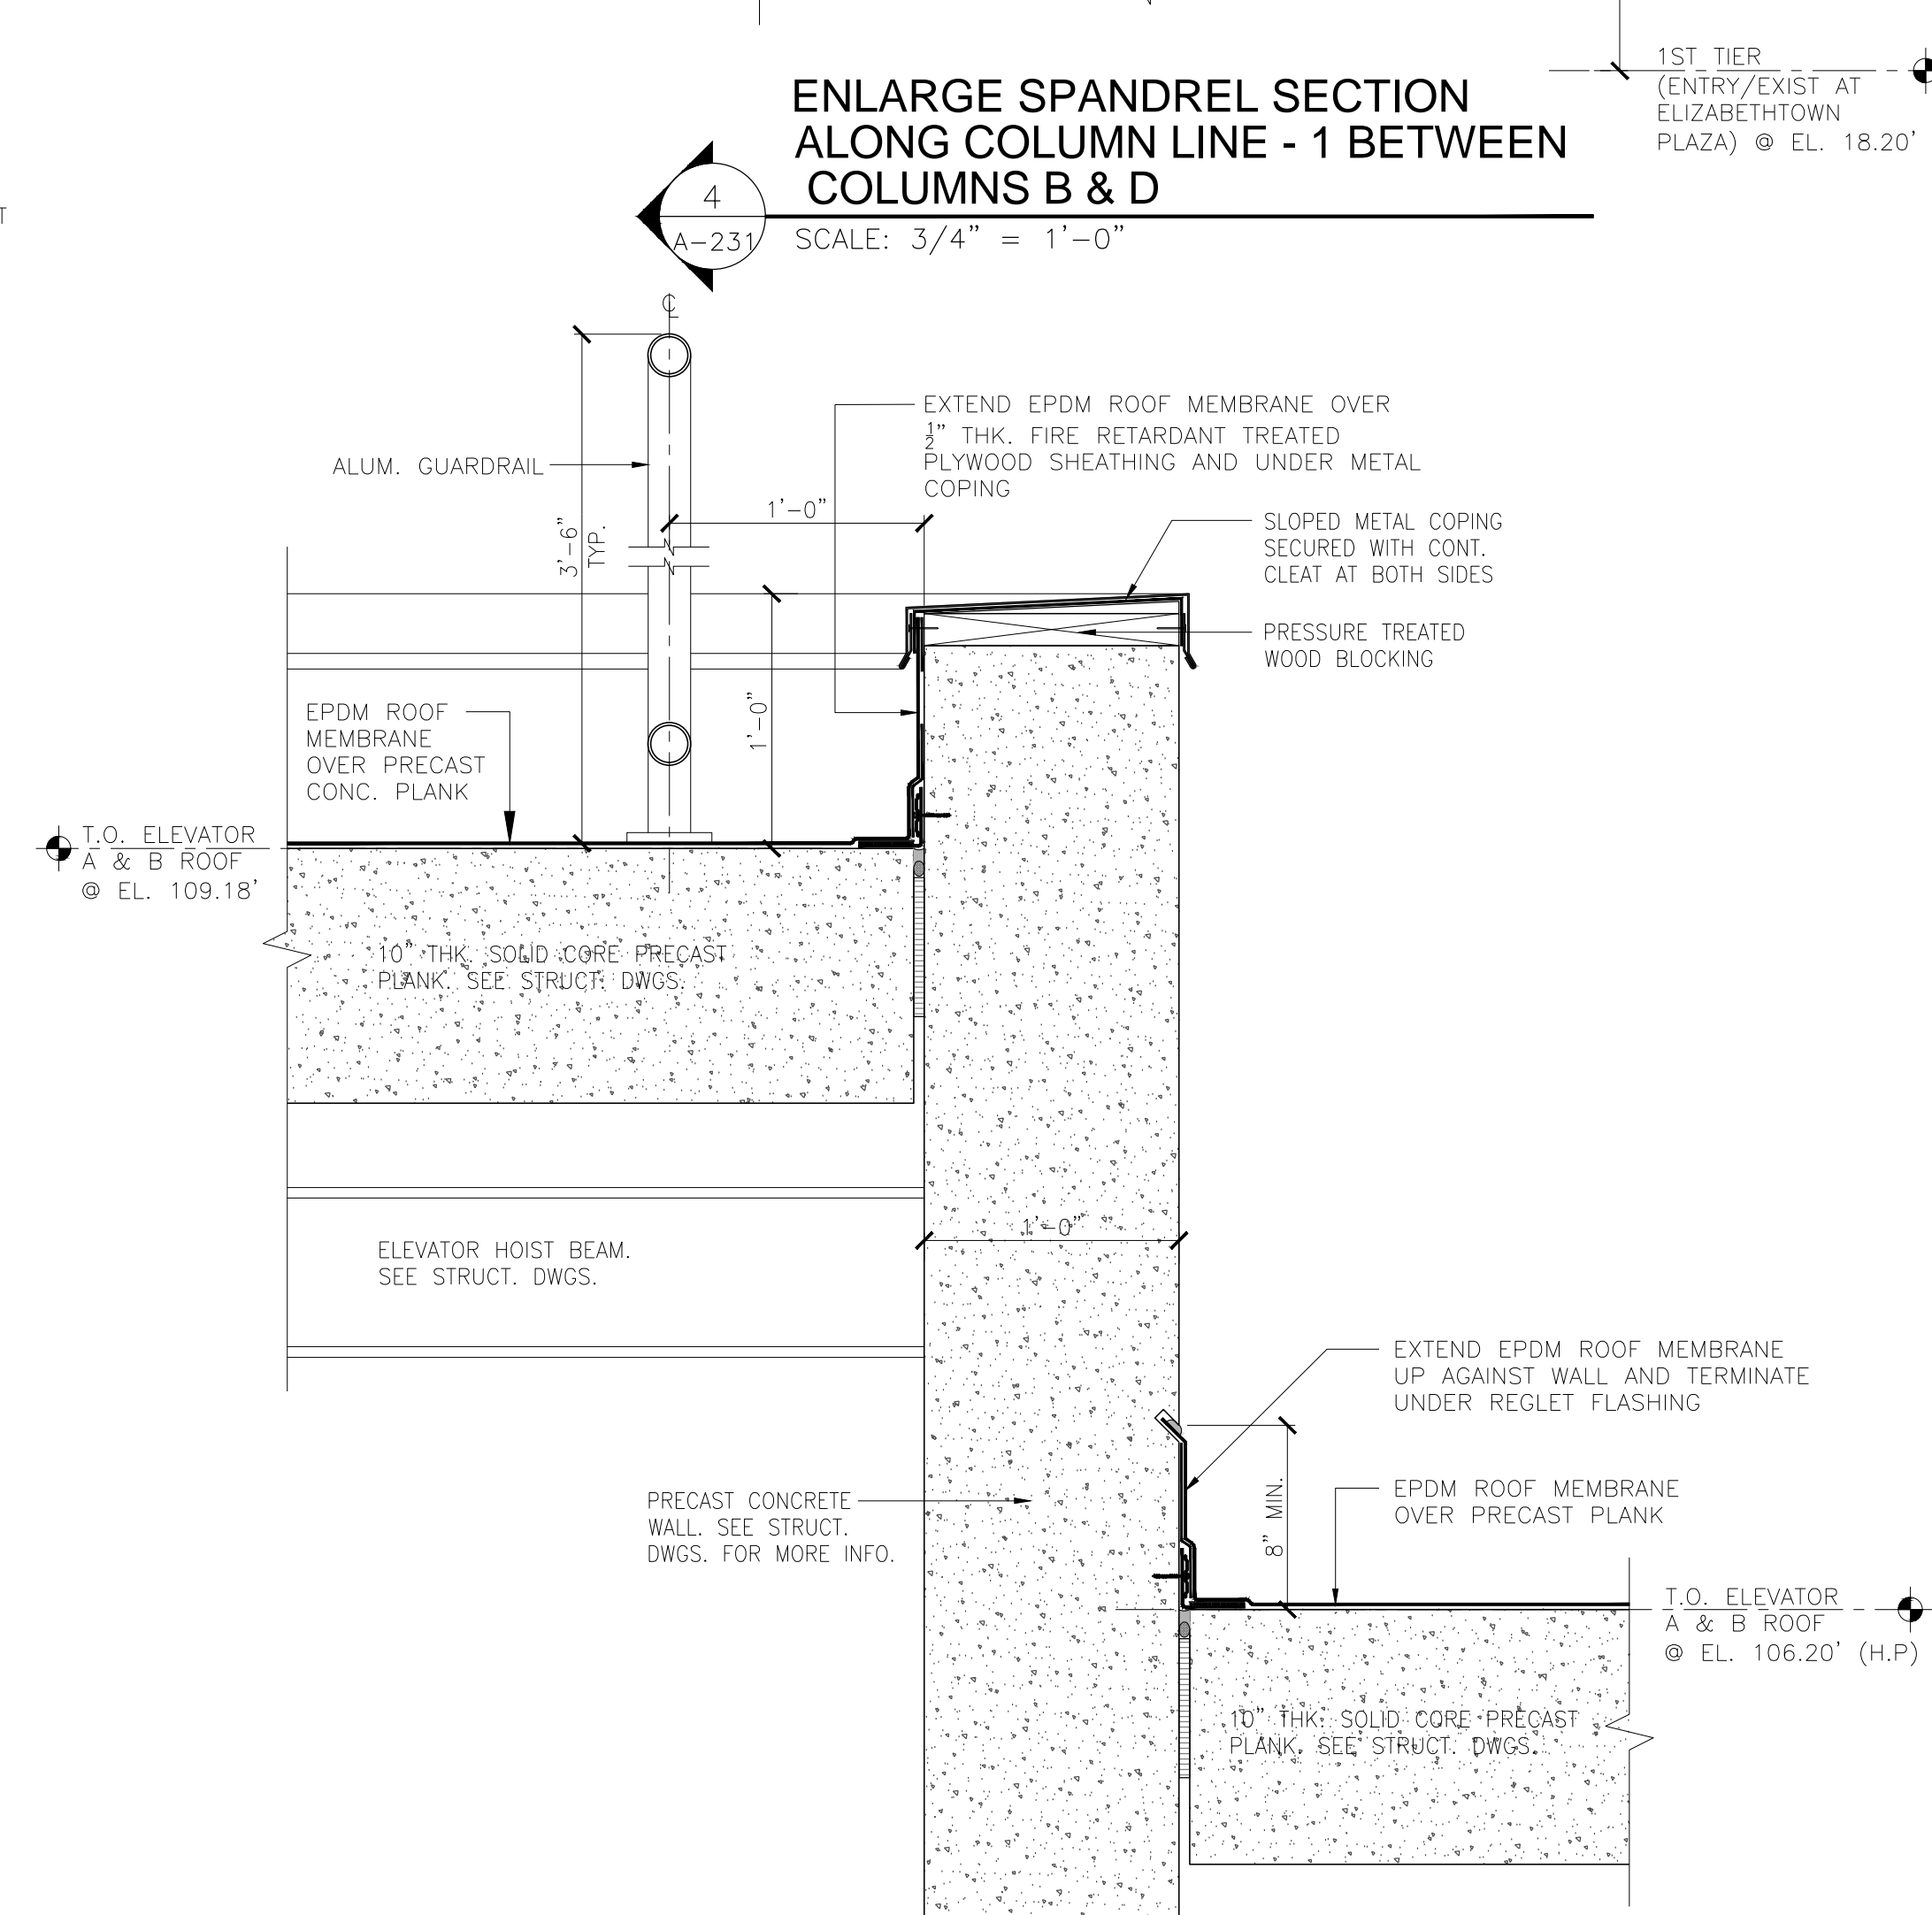 1ST TIER
(ENTRY/EXIST AT
ELIZABETHTOWN
PLAZA) @ EL. 18.20'
ENLARGE SPANDREL SECTION
ALONG COLUMN LINE - 1 BETWEEN
COLUMNS B & D
4
A-231
SCALE: 3/4" = 1'-0"
℄
EXTEND EPDM ROOF MEMBRANE OVER
½" THK. FIRE RETARDANT TREATED
PLYWOOD SHEATHING AND UNDER METAL
COPING
ALUM. GUARDRAIL
1'-0"
3'-6"
TYP.
SLOPED METAL COPING
SECURED WITH CONT.
CLEAT AT BOTH SIDES
PRESSURE TREATED
WOOD BLOCKING
1'-0"
EPDM ROOF
MEMBRANE
OVER PRECAST
CONC. PLANK
T.O. ELEVATOR
A & B ROOF
@ EL. 109.18'
10" THK. SOLID CORE PRECAST
PLANK. SEE STRUCT. DWGS.
1'-0"
ELEVATOR HOIST BEAM.
SEE STRUCT. DWGS.
EXTEND EPDM ROOF MEMBRANE
UP AGAINST WALL AND TERMINATE
UNDER REGLET FLASHING
8" MIN.
EPDM ROOF MEMBRANE
OVER PRECAST PLANK
PRECAST CONCRETE
WALL. SEE STRUCT.
DWGS. FOR MORE INFO.
T.O. ELEVATOR
A & B ROOF
@ EL. 106.20' (H.P)
10" THK. SOLID CORE PRECAST
PLANK. SEE STRUCT. DWGS.